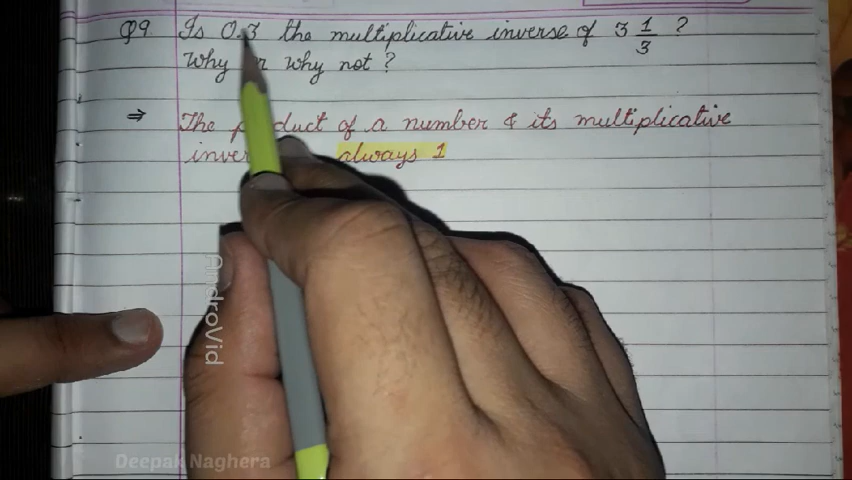 Q9 Is 0.3 the multiplicative inverse of 3 1/3 ?
Why or why not ?
⇒ The product of a number & its multiplicative
always 1
AndroVid
Deepak Naghera